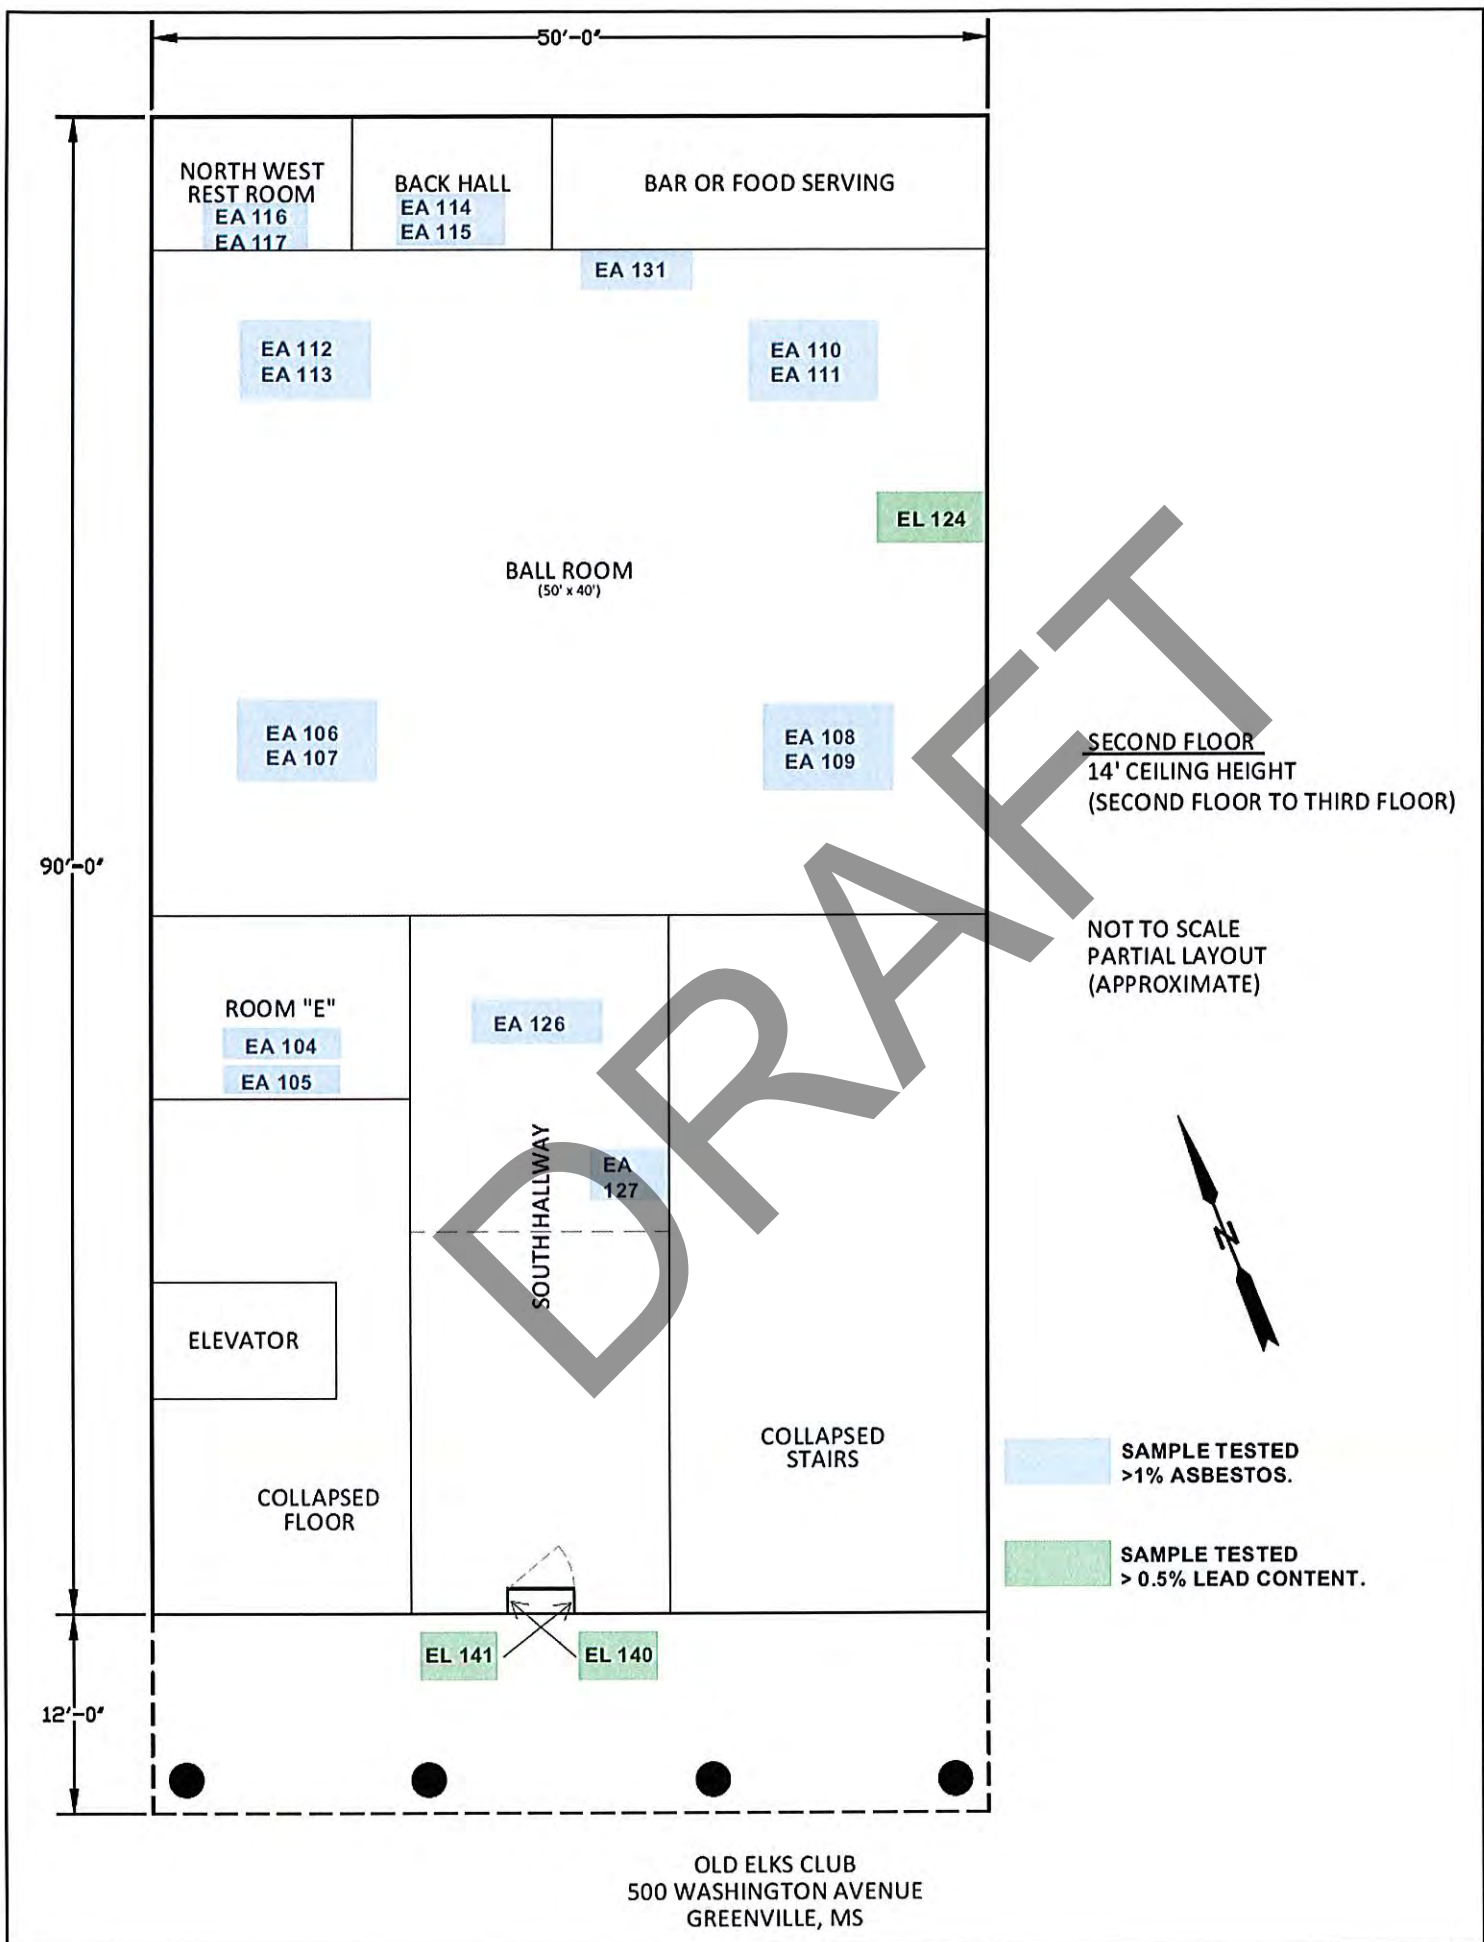 50'-0"
NORTH WEST
REST ROOM
EA 116
EA 117
BACK HALL
EA 114
EA 115
BAR OR FOOD SERVING
EA 131
EA 112
EA 113
EA 110
EA 111
EL 124
BALL ROOM
(50' x 40')
EA 106
EA 107
EA 108
EA 109
SECOND FLOOR
14' CEILING HEIGHT
(SECOND FLOOR TO THIRD FLOOR)
90'-0"
NOT TO SCALE
PARTIAL LAYOUT
(APPROXIMATE)
ROOM "E"
EA 104
EA 105
EA 126
SOUTH HALLWAY
EA
127
DRAFT
N
ELEVATOR
COLLAPSED
FLOOR
COLLAPSED
STAIRS
SAMPLE TESTED
>1% ASBESTOS.
SAMPLE TESTED
> 0.5% LEAD CONTENT.
EL 141
EL 140
12'-0"
OLD ELKS CLUB
500 WASHINGTON AVENUE
GREENVILLE, MS